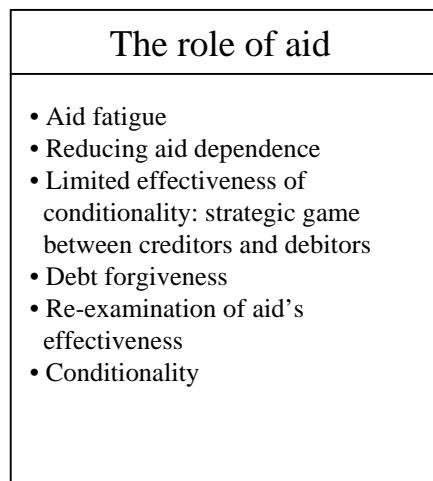 The role of aid
• Aid fatigue
• Reducing aid dependence
• Limited effectiveness of
conditionality: strategic game
between creditors and debitors
• Debt forgiveness
• Re-examination of aid's
effectiveness
• Conditionality